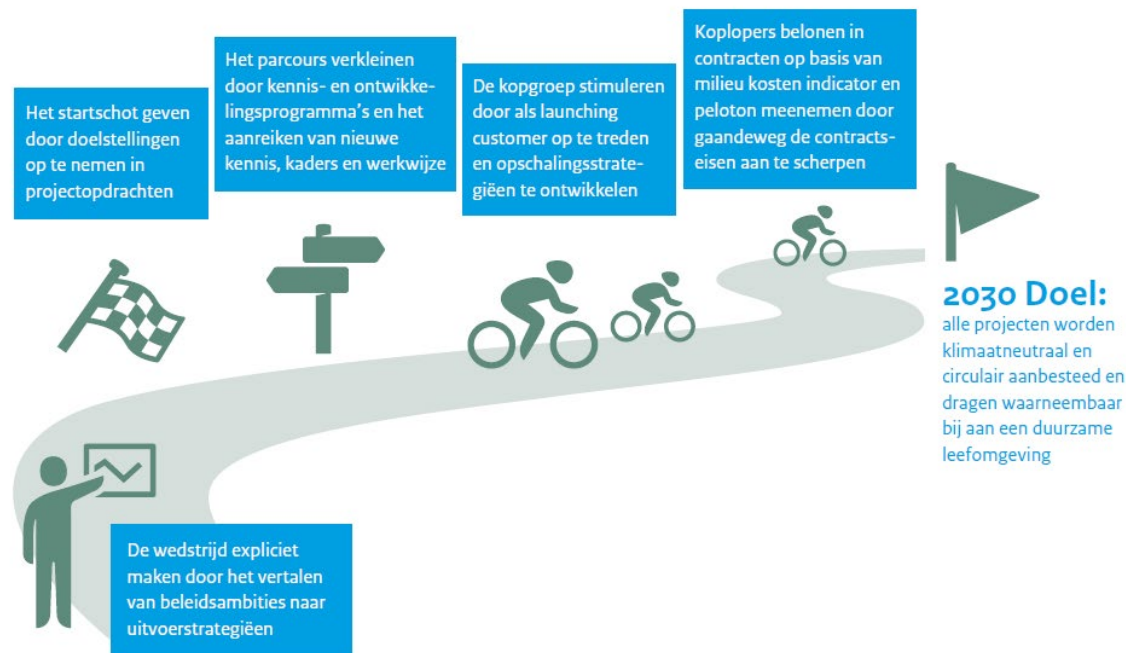 Het startschot geven
door doelstellingen
op te nemen in
projectopdrachten
Het parcours verkleinen
door kennis- en ontwikke-
lingsprogramma's en het
aanreiken van nieuwe
kennis, kaders en werkwijze
De kopgroep stimuleren
door als launching
customer op te treden
en opschalingsstrate-
giëen te ontwikkelen
Koplopers belonen in
contracten op basis van
milieu kosten indicator en
peloton meenemen door
gaandeweg de contracts-
eisen aan te scherpen
2030 Doel:
alle projecten worden
klimaatneutraal en
circulair aanbesteed en
dragen waarneembaar
bij aan een duurzame
leefomgeving
De wedstrijd expliciet
maken door het vertalen
van beleidsambities naar
uitvoerstrategiëen